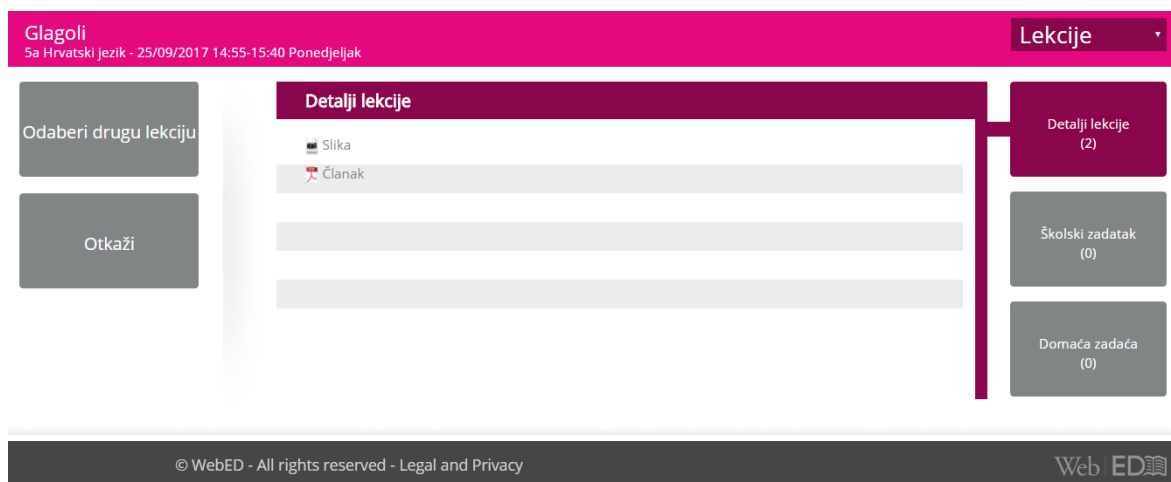 Glagoli
5a Hrvatski jezik - 25/09/2017 14:55-15:40 Ponedjeljak
Lekcije
Odaberi drugu lekciju
Otkaži
Detalji lekcije
Slika
Članak
Detalji lekcije
(2)
Školski zadatak
(0)
Domaća zadaća
(0)
© WebED - All rights reserved - Legal and Privacy
Web ED